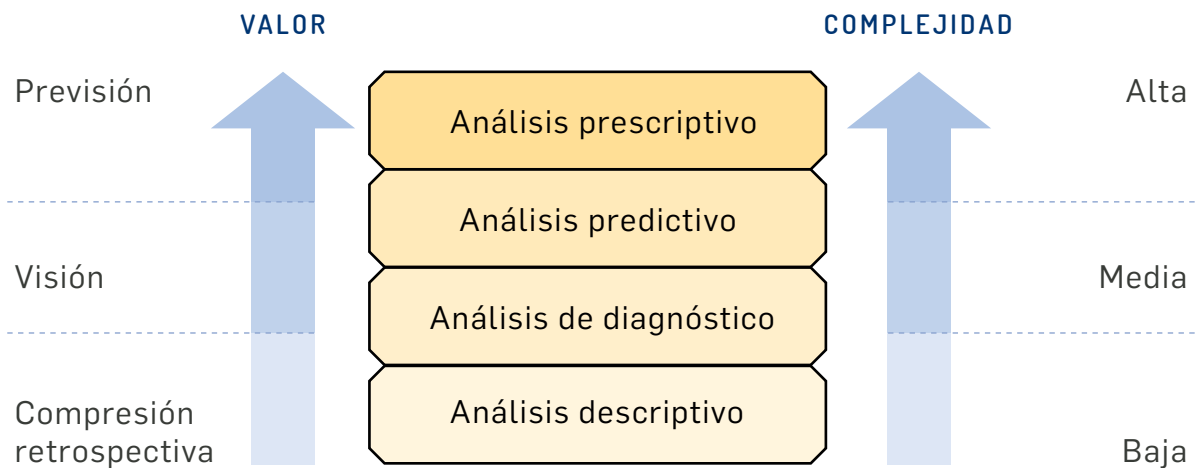 VALOR
COMPLEJIDAD
Previsión
Análisis prescriptivo
Alta
Análisis predictivo
Visión
Análisis de diagnóstico
Media
Compresión
retrospectiva
Análisis descriptivo
Baja